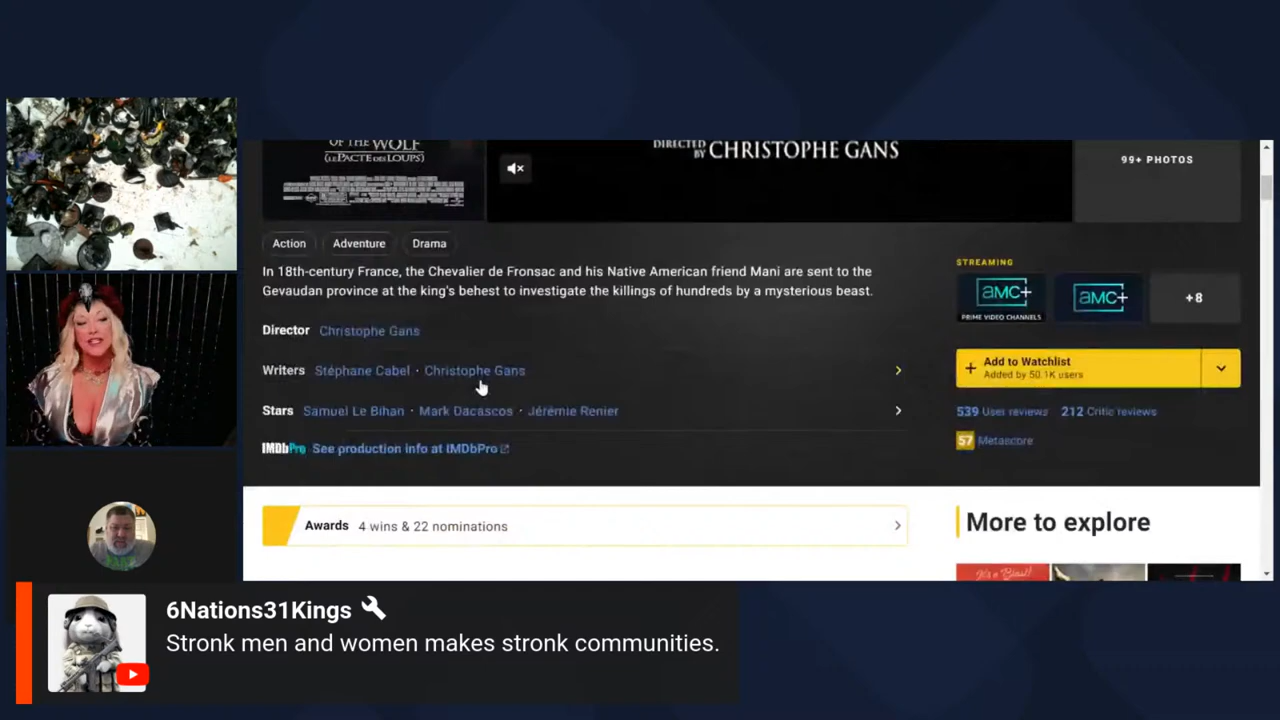 OF THE WOLF
(LE PACTE DES LOUPS)
DIRECTED BY CHRISTOPHE GANS
99+ PHOTOS
Action
Adventure
Drama
In 18th-century France, the Chevalier de Fronsac and his Native American friend Mani are sent to the
Gevaudan province at the king's behest to investigate the killings of hundreds by a mysterious beast.
STREAMING
aMC+
PRIME VIDEO CHANNELS
aMC+
+8
Director Christophe Gans
Writers Stéphane Cabel · Christophe Gans
+ Add to Watchlist
Added by 50.1K users
Stars Samuel Le Bihan · Mark Dacascos · Jérémie Renier
539 User reviews 212 Critic reviews
57 Metascore
IMDbPro See production info at IMDbPro
Awards 4 wins & 22 nominations
More to explore
6Nations31Kings
Stronk men and women makes stronk communities.